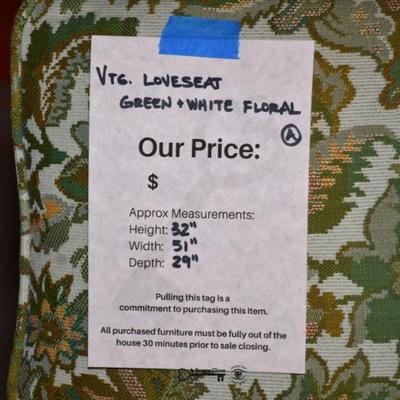 VTG. LOVESEAT
GREEN + WHITE FLORAL
A
Our Price:
$
Approx Measurements:
Height: 32"
Width: 51"
Depth: 29"
Pulling this tag is a
commitment to purchasing this item.
All purchased furniture must be fully out of the
house 30 minutes prior to sale closing.